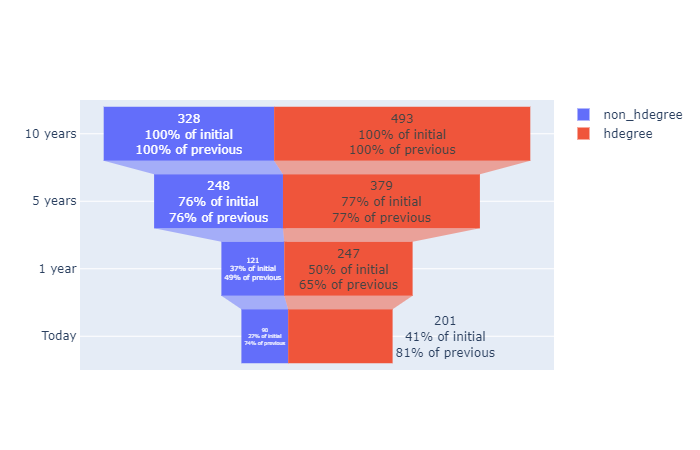 non_hdegree
hdegree
10 years
328
100% of initial
100% of previous
493
100% of initial
100% of previous
5 years
248
76% of initial
76% of previous
379
77% of initial
77% of previous
1 year
121
37% of initial
49% of previous
247
50% of initial
65% of previous
Today
90
27% of initial
74% of previous
201
41% of initial
81% of previous